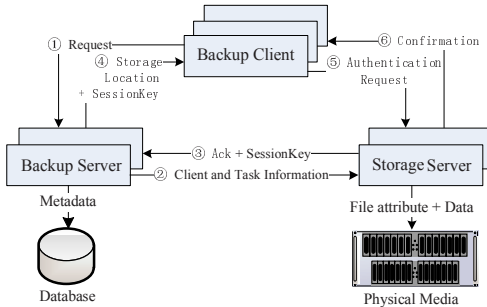 ① Request
Backup Client
⑥ Confirmation
④ Storage
Location
+ SessionKey
⑤ Authentication
Request
Backup Server
③ Ack + SessionKey
② Client and Task Information
Storage Server
Metadata
File attribute + Data
Database
Physical Media